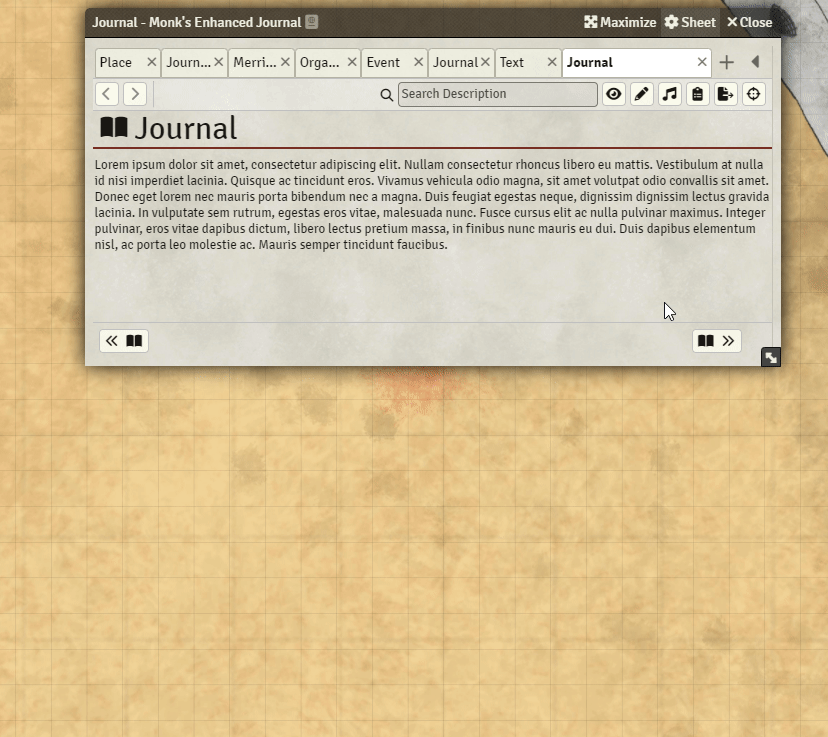 Journal - Monk's Enhanced Journal Maximize Sheet Close
Place Journ... Merri... Orga... Event Journal Text Journal
Search Description
Journal
Lorem ipsum dolor sit amet, consectetur adipiscing elit. Nullam consectetur rhoncus libero eu mattis. Vestibulum at nulla
id nisi imperdiet lacinia. Quisque ac tincidunt eros. Vivamus vehicula odio magna, sit amet volutpat odio convallis sit amet.
Donec eget lorem nec mauris porta bibendum nec a magna. Duis feugiat egestas neque, dignissim dignissim lectus gravida
lacinia. In vulputate sem rutrum, egestas eros vitae, malesuada nunc. Fusce cursus elit ac nulla pulvinar maximus. Integer
pulvinar, eros vitae dapibus dictum, libero lectus pretium massa, in finibus nunc mauris eu dui. Duis dapibus elementum
nisl, ac porta leo molestie ac. Mauris semper tincidunt faucibus.